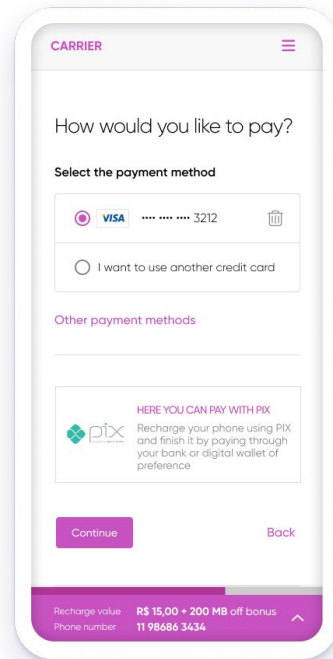 CARRIER
How would you like to pay?
Select the payment method
VISA •••• •••• •••• 3212
I want to use another credit card
Other payment methods
HERE YOU CAN PAY WITH PIX
pix
Recharge your phone using PIX
and finish it by paying through
your bank or digital wallet of
preference
Continue
Back
Recharge value R$ 15,00 + 200 MB off bonus
Phone number 11 98686 3434